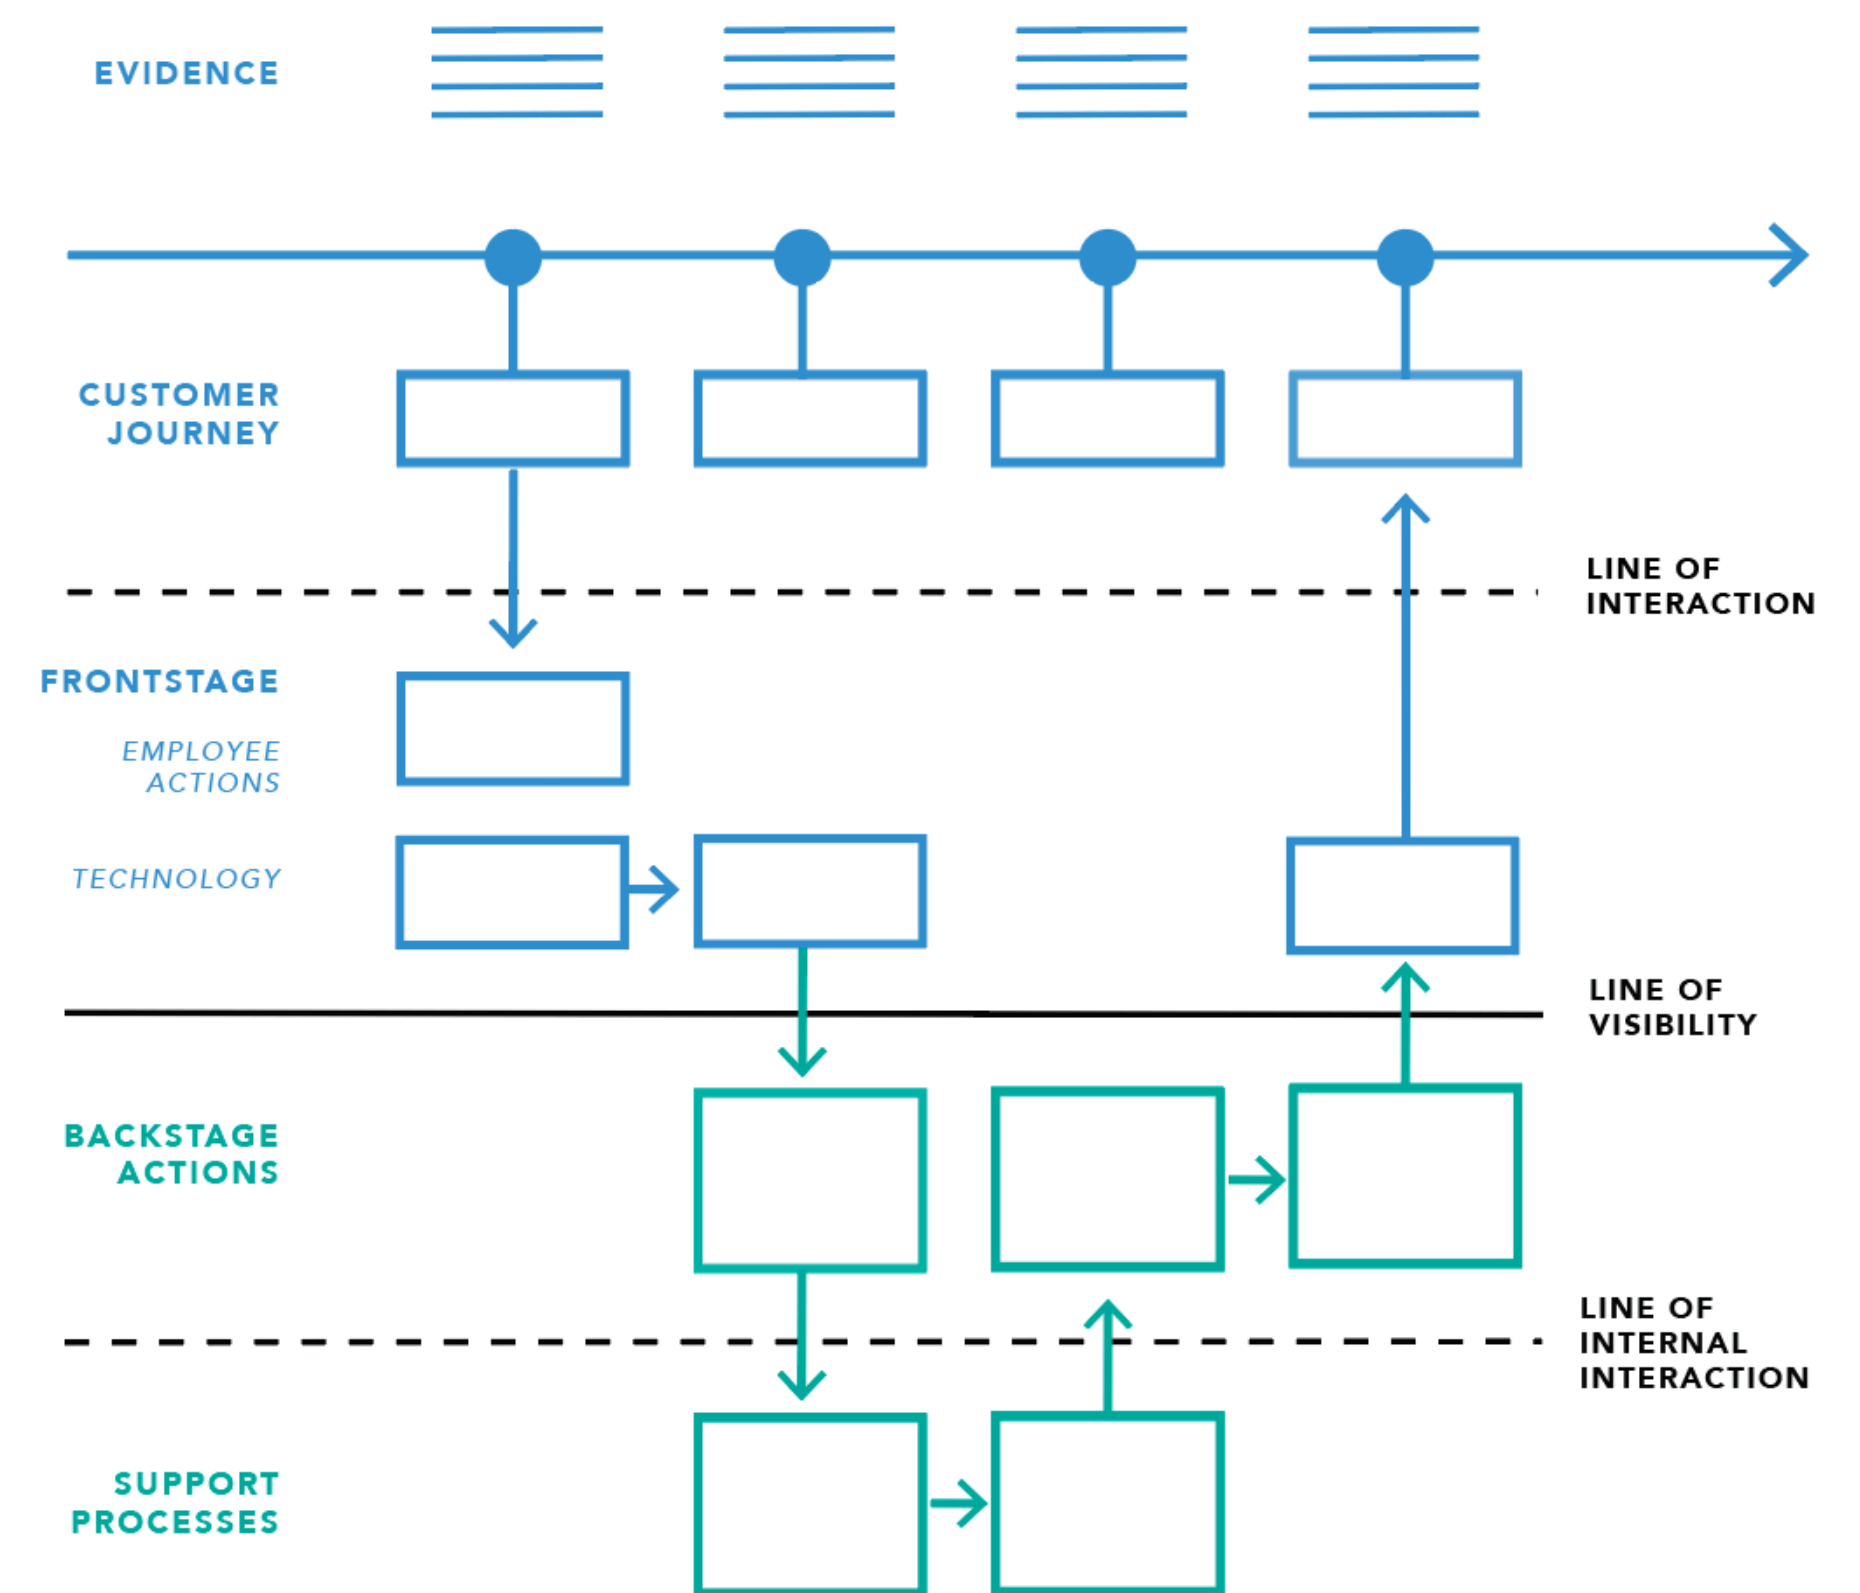 EVIDENCE
CUSTOMER
JOURNEY
LINE OF
INTERACTION
FRONTSTAGE
EMPLOYEE
ACTIONS
TECHNOLOGY
LINE OF
VISIBILITY
BACKSTAGE
ACTIONS
LINE OF
INTERNAL
INTERACTION
SUPPORT
PROCESSES